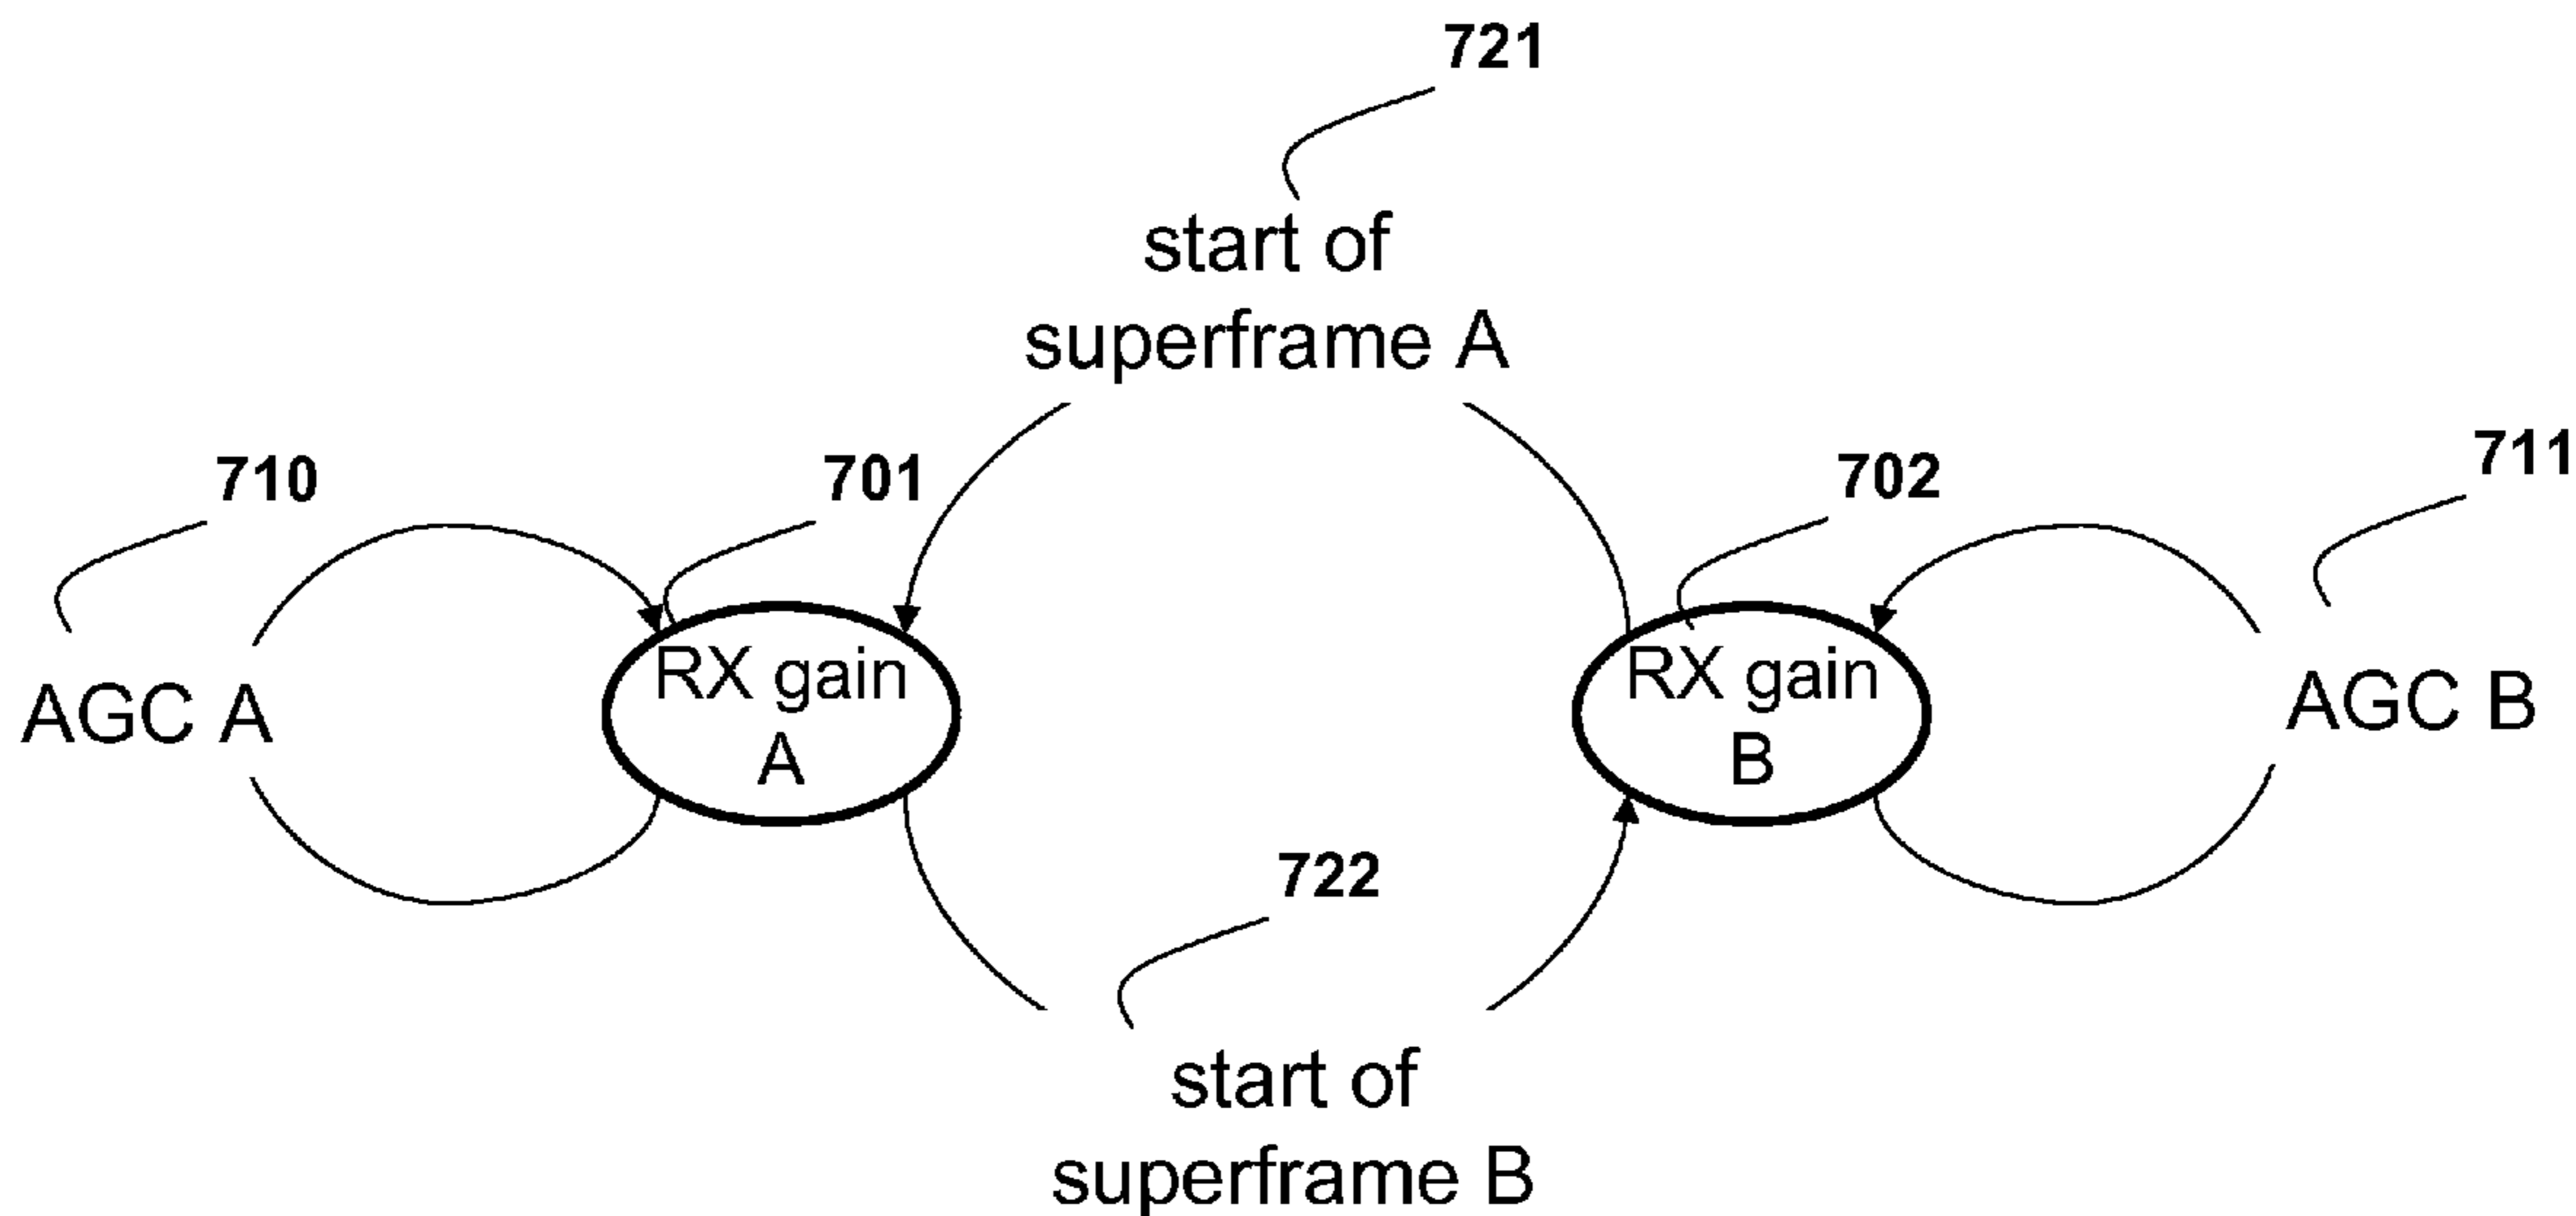 721
start of
superframe A
710
701
702
711
AGC A
RX gain
A
RX gain
B
AGC B
722
start of
superframe B